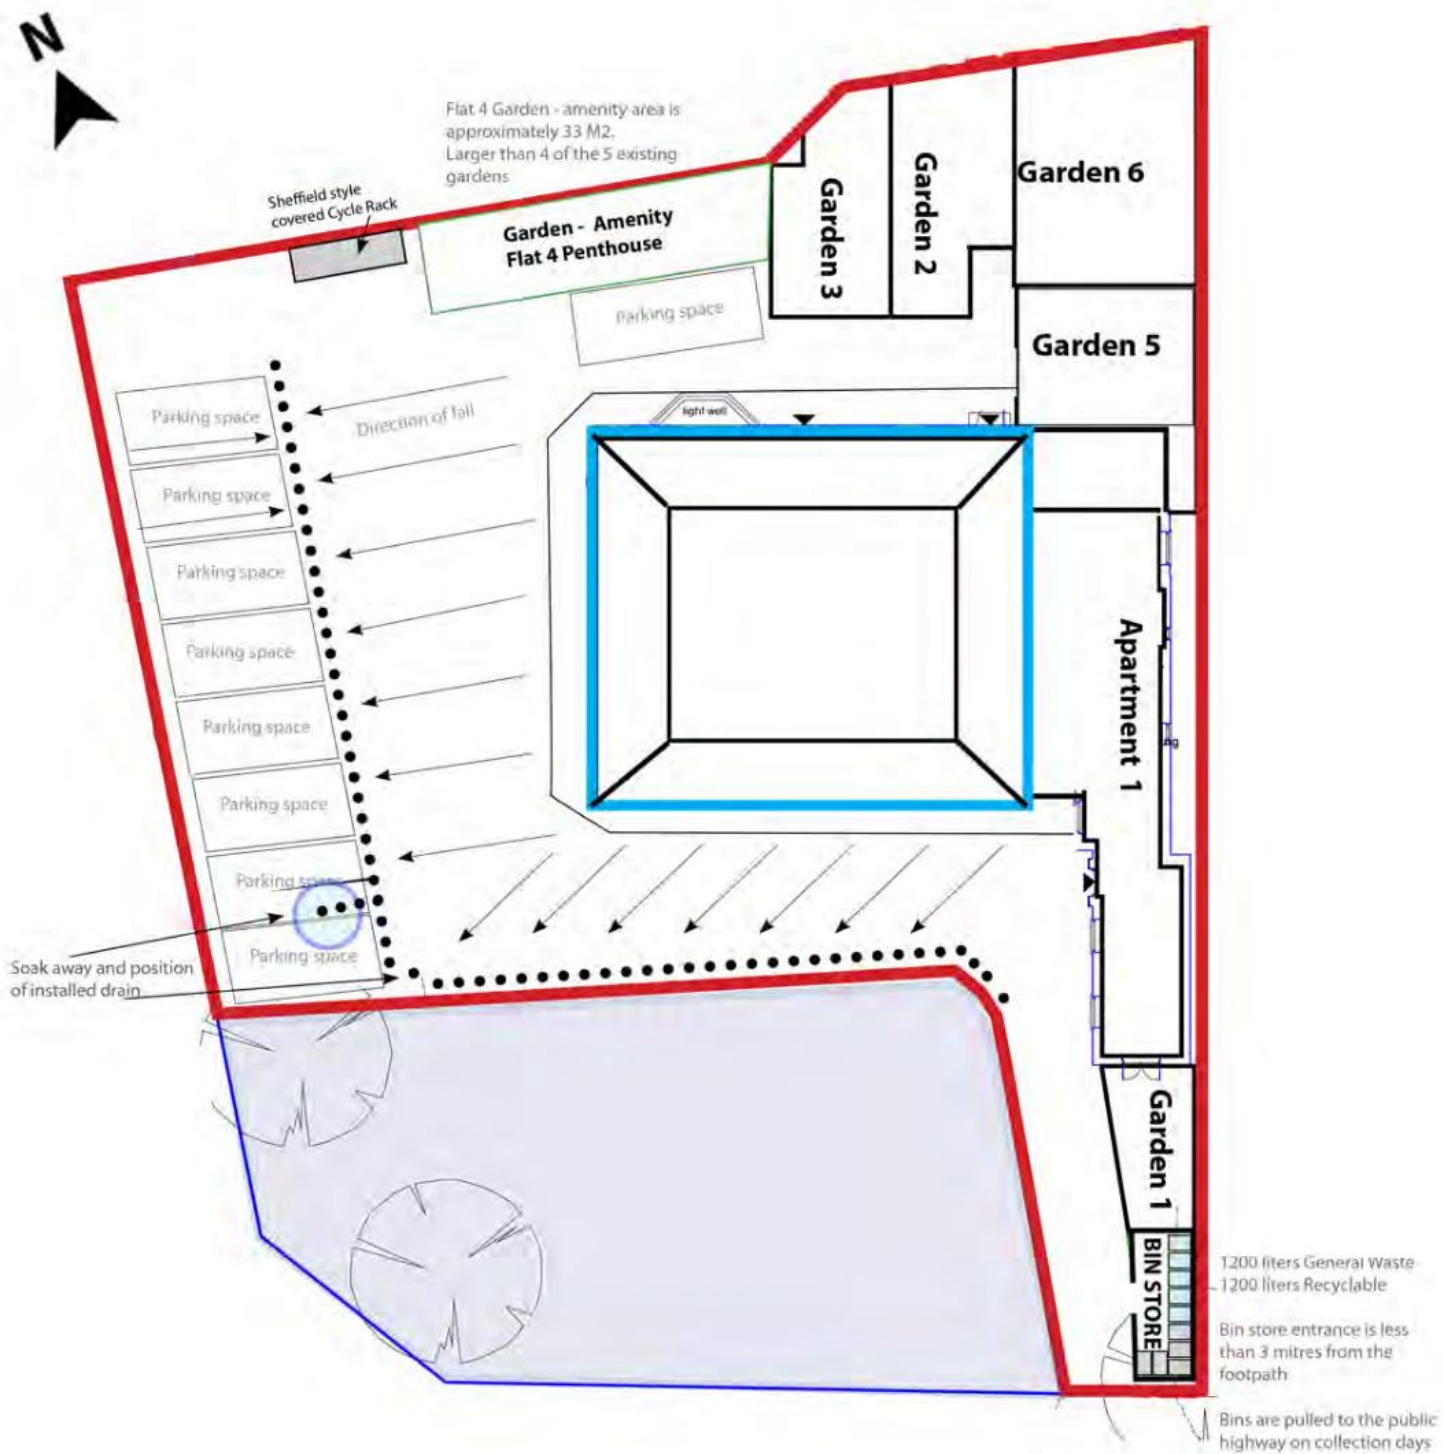 N
Flat 4 Garden - amenity area is
approximately 33 M2.
Larger than 4 of the 5 existing
gardens
Sheffield style
covered Cycle Rack
Garden - Amenity
Flat 4 Penthouse
Garden 3
Garden 2
Garden 6
Garden 5
Parking space
light well
Direction of fall
Parking space
Parking space
Parking space
Parking space
Parking space
Parking space
Parking space
Parking space
Apartment 1
Soak away and position
of installed drain
Garden 1
BIN STORE
1200 liters General Waste
1200 liters Recyclable
Bin store entrance is less
than 3 mitres from the
footpath
Bins are pulled to the public
highway on collection days